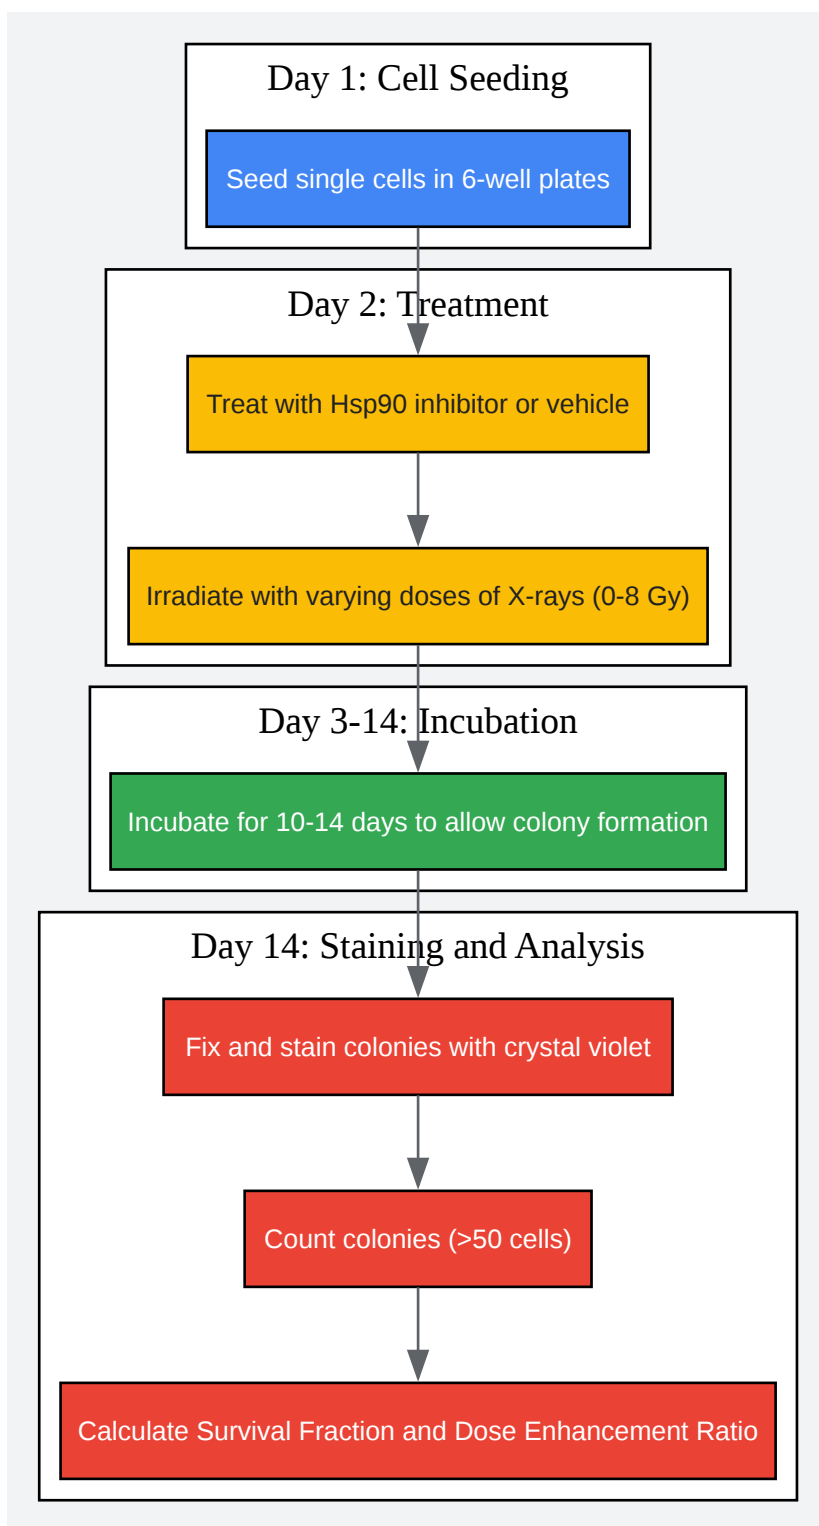 Day 1: Cell Seeding
Seed single cells in 6-well plates
Day 2: Treatment
Treat with Hsp90 inhibitor or vehicle
Irradiate with varying doses of X-rays (0-8 Gy)
Day 3-14: Incubation
Incubate for 10-14 days to allow colony formation
Day 14: Staining and Analysis
Fix and stain colonies with crystal violet
Count colonies (>50 cells)
Calculate Survival Fraction and Dose Enhancement Ratio